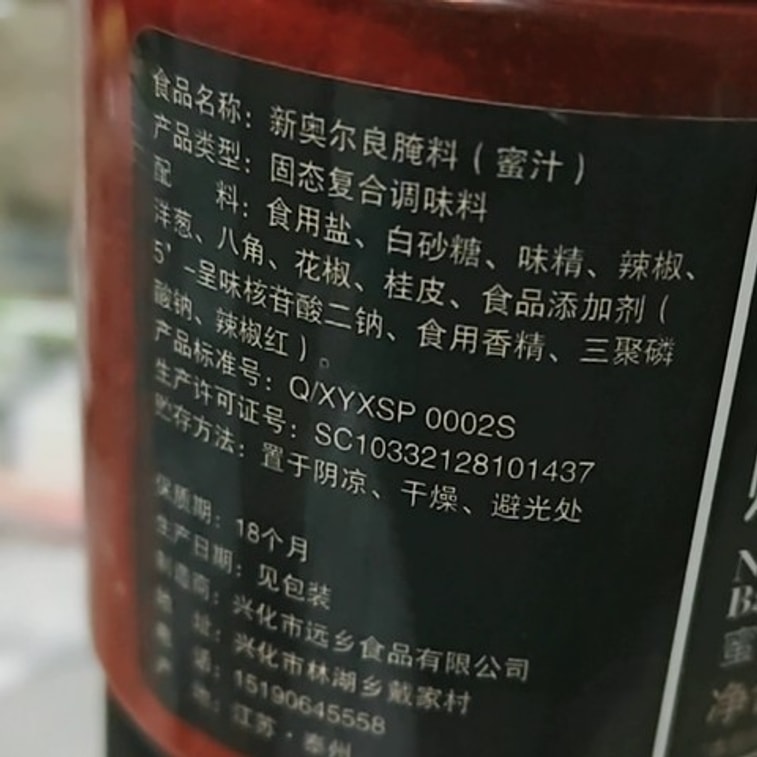 食品名称：新奥尔良腌料（蜜汁）
产品类型：固态复合调味料
配 料：食用盐、白砂糖、味精、辣椒、
洋葱、八角、花椒、桂皮、食品添加剂（
5’-呈味核苷酸二钠、食用香精、三聚磷
酸钠、辣椒红）。
产品标准号：Q/XYXSP 0002S
生产许可证号：SC10332128101437
贮存方法：置于阴凉、干燥、避光处
保质期：18个月
生产日期：见包装
制造商：兴化市远乡食品有限公司
地 址：兴化市林湖乡戴家村
电 话：15190645558
产 地：江苏·泰州
蜜
净